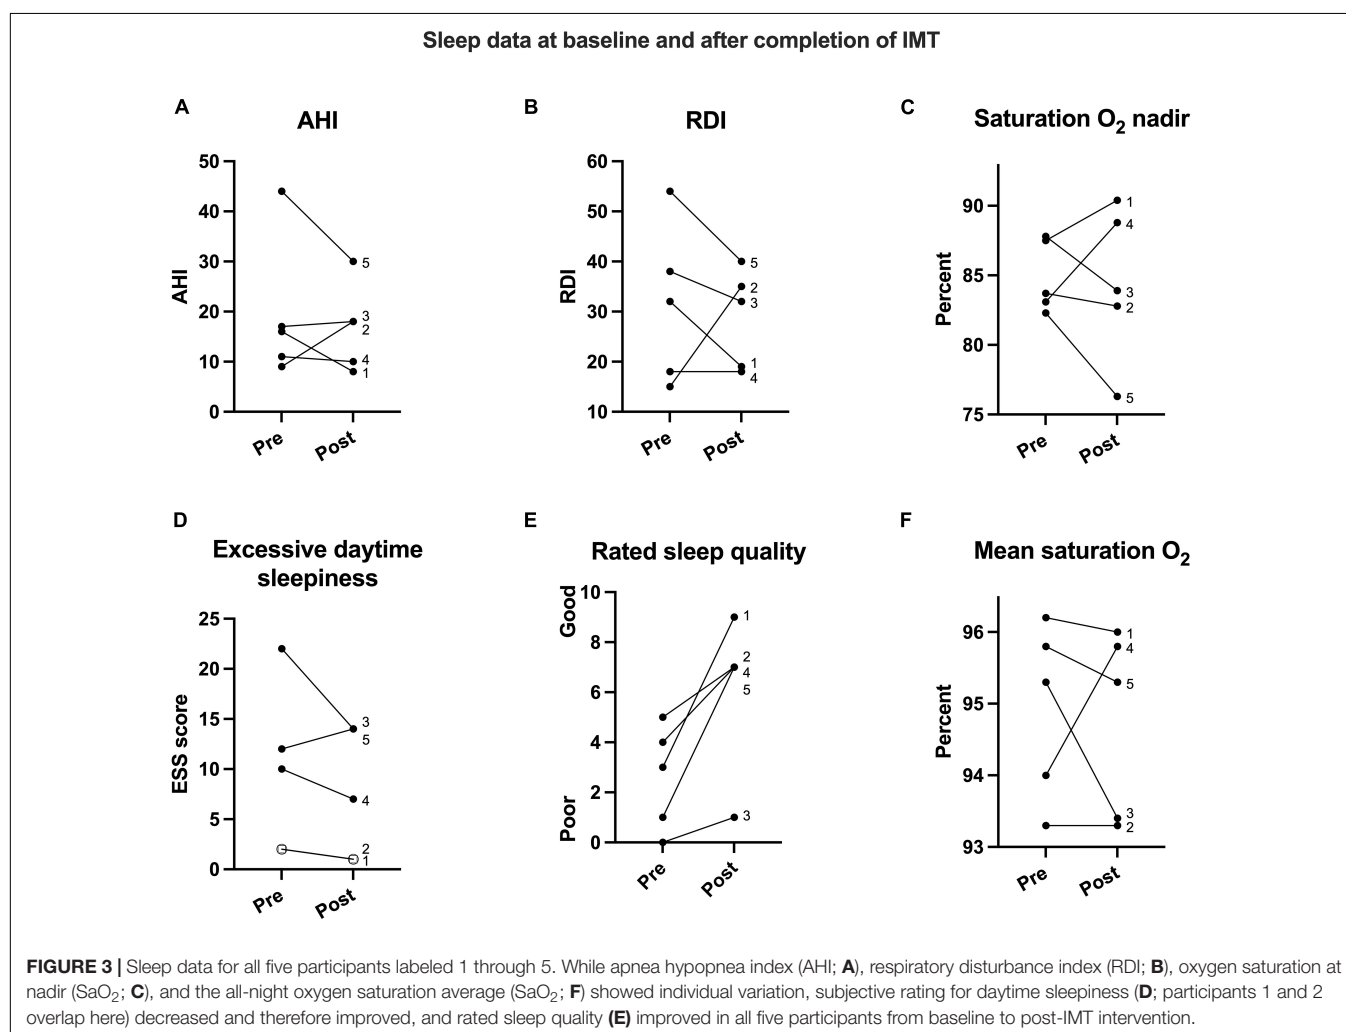 Sleep data at baseline and after completion of IMT
A
AHI
50
40
30
20
10
0
AHI
5
3
2
4
1
Pre
Post
B
RDI
60
50
40
30
20
10
RDI
5
2
3
1
4
Pre
Post
C
Saturation O₂ nadir
90
85
80
75
Percent
1
4
3
2
5
Pre
Post
D
Excessive daytime
sleepiness
25
20
15
10
5
0
ESS score
3
5
4
2
1
Pre
Post
E
Rated sleep quality
10
8
6
4
2
0
Good
Poor
1
2
4
5
3
Pre
Post
F
Mean saturation O₂
96
95
94
93
Percent
1
4
5
3
2
Pre
Post
FIGURE 3 | Sleep data for all five participants labeled 1 through 5. While apnea hypopnea index (AHI; A), respiratory disturbance index (RDI; B), oxygen saturation at
nadir (SaO₂; C), and the all-night oxygen saturation average (SaO₂; F) showed individual variation, subjective rating for daytime sleepiness (D; participants 1 and 2
overlap here) decreased and therefore improved, and rated sleep quality (E) improved in all five participants from baseline to post-IMT intervention.